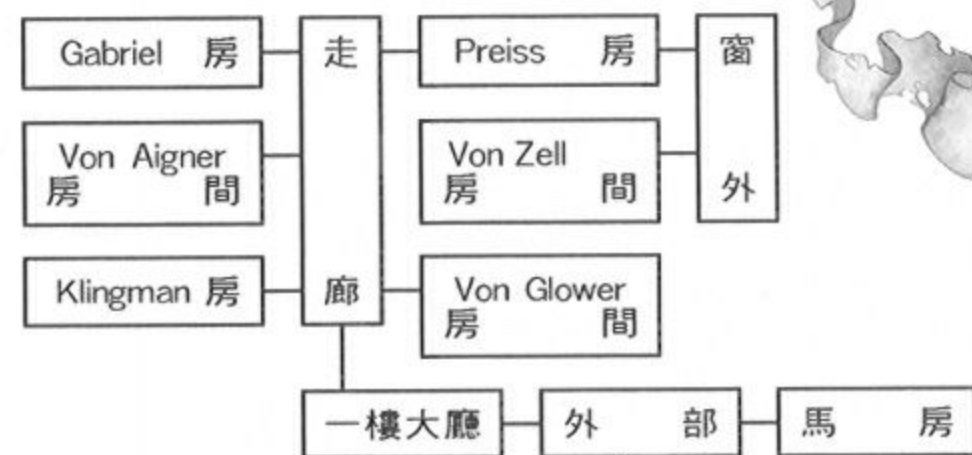 Gabriel 房
走廊
Preiss 房
窗外
Von Aigner
房間
Von Zell
房間
Klingman 房
Von Glower
房間
一樓大廳
外部
馬房